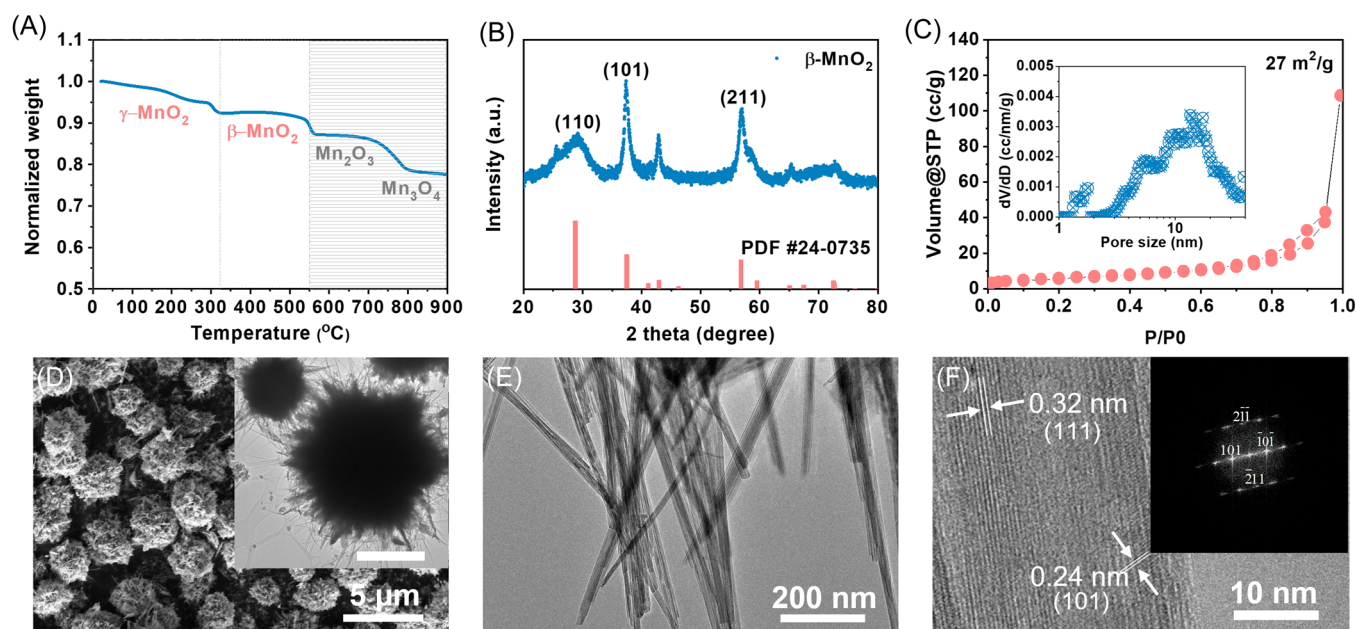 (A)
1.1
1.0
0.9
0.8
0.7
0.6
0.5
Normalized weight
γ−MnO₂
β−MnO₂
Mn₂O₃
Mn₃O₄
0 100 200 300 400 500 600 700 800 900
Temperature (°C)
(B)
β-MnO₂
(101)
(211)
(110)
Intensity (a.u.)
PDF #24-0735
20 30 40 50 60 70 80
2 theta (degree)
(C)
140
120
100
80
60
40
20
0
Volume@STP (cc/g)
27 m²/g
0.005
0.004
0.003
0.002
0.001
0.000
dV/dD (cc/nm/g)
1 10
Pore size (nm)
0.0 0.2 0.4 0.6 0.8 1.0
P/P0
(D)
5 μm
(E)
200 nm
(F)
0.32 nm
(111)
21̅1̅
101 1̅01̅
2̅11
0.24 nm
(101)
10 nm